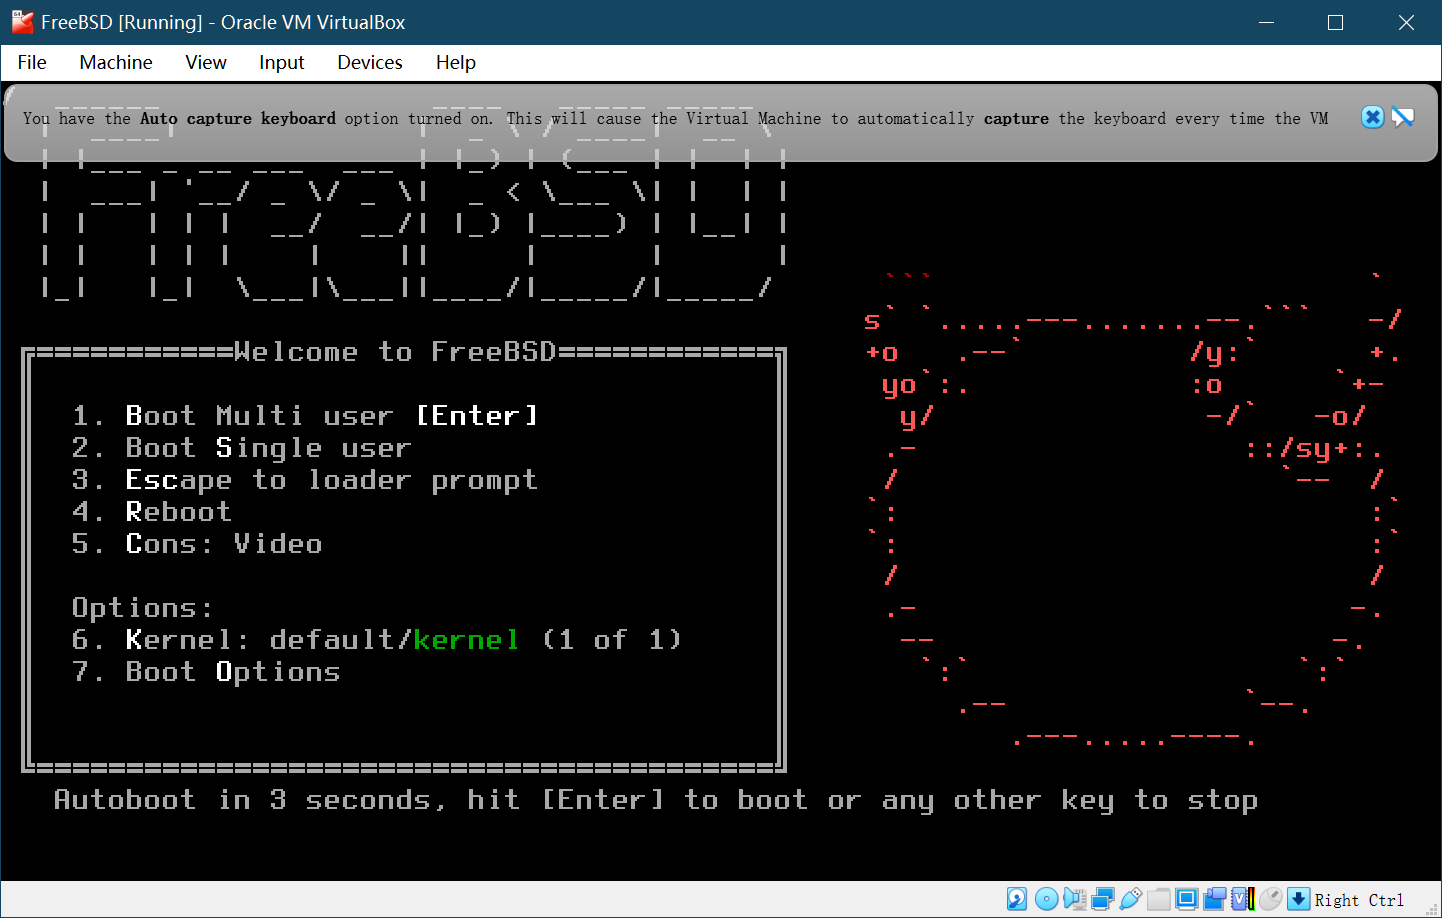 FreeBSD [Running] - Oracle VM VirtualBox
File Machine View Input Devices Help
You have the Auto capture keyboard option turned on. This will cause the Virtual Machine to automatically capture the keyboard every time the VM
FreeBSD
Welcome to FreeBSD
1. Boot Multi user [Enter]
2. Boot Single user
3. Escape to loader prompt
4. Reboot
5. Cons: Video
Options:
6. Kernel: default/kernel (1 of 1)
7. Boot Options
Autoboot in 3 seconds, hit [Enter] to boot or any other key to stop
Right Ctrl